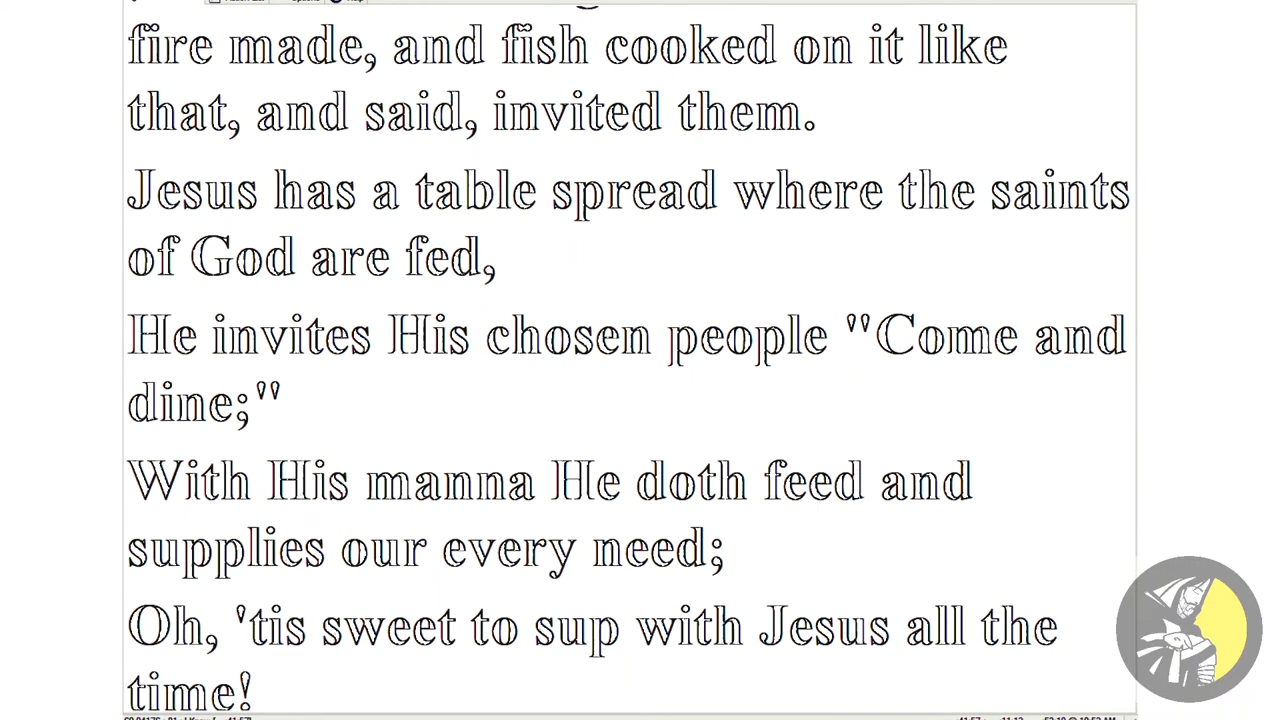 fire made, and fish cooked on it like
that, and said, invited them.
Jesus has a table spread where the saints
of God are fed,
He invites His chosen people "Come and
dine;"
With His manna He doth feed and
supplies our every need;
Oh, 'tis sweet to sup with Jesus all the
time!